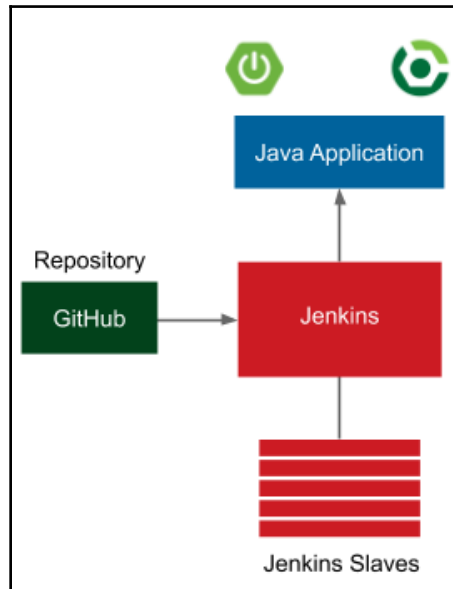 Java Application
Repository
GitHub
Jenkins
Jenkins Slaves